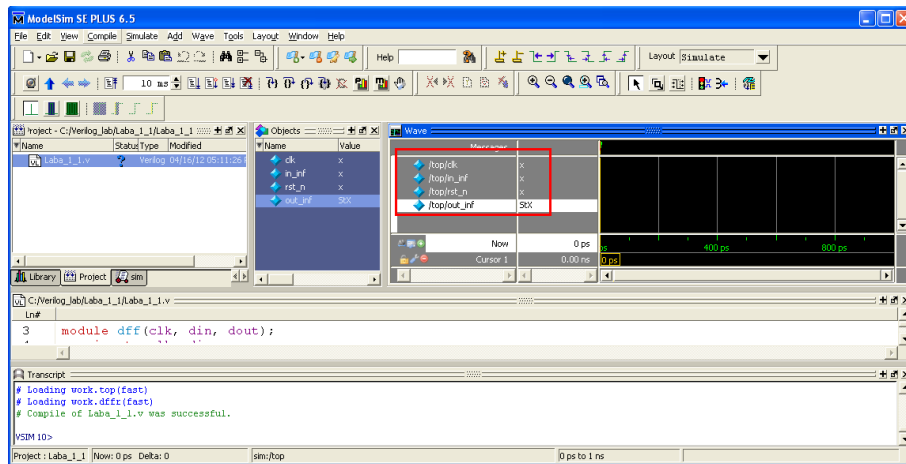 ModelSim SE PLUS 6.5
File Edit View Compile Simulate Add Wave Tools Layout Window Help
Help Layout Simulate
10 ns
Project - C:/Verilog_lab/Laba_1_1/Laba_1_1
Name Status Type Modified
Laba_1_1.v ? Verilog 04/16/12 05:11:26
Library Project sim
Objects
Name Value
clk x
in_inf x
rst_n x
out_inf StX
Wave
Messages
/top/clk x
/top/in_inf x
/top/rst_n x
/top/out_inf StX
Now 0 ps
Cursor 1 0.00 ns
ps 400 ps 800 ps
0 ps
C:/Verilog_lab/Laba_1_1/Laba_1_1.v
Ln#
3 module dff(clk, din, dout);
Transcript
# Loading work.top(fast)
# Loading work.dffr(fast)
# Compile of Laba_1_1.v was successful.
VSIM 10>
Project : Laba_1_1 Now: 0 ps Delta: 0 sim:/top 0 ps to 1 ns